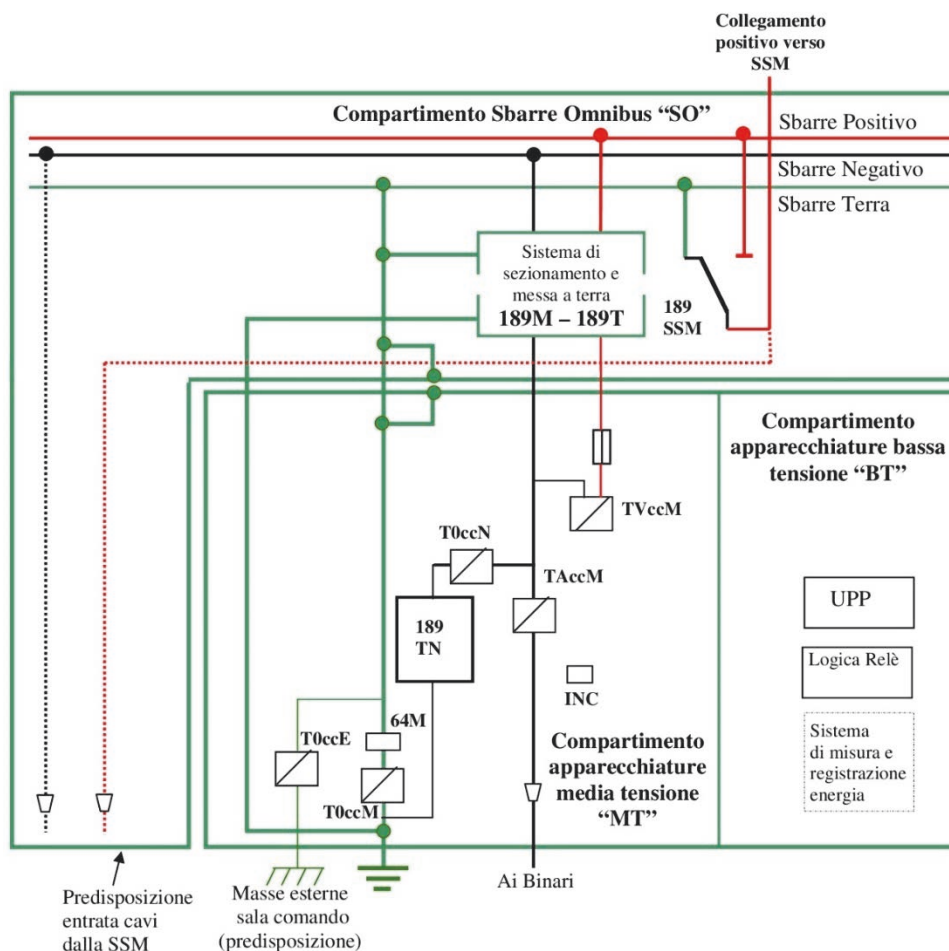 Collegamento
positivo verso
SSM
Compartimento Sbarre Omnibus “SO”
Sbarre Positivo
Sbarre Negativo
Sbarre Terra
Sistema di
sezionamento e
messa a terra
189M – 189T
189
SSM
Compartimento
apparecchiature bassa
tensione “BT”
TVccM
T0ccN
TAccM
189
TN
UPP
INC
Logica Relè
64M
T0ccE
Compartimento
apparecchiature
media tensione
“MT”
Sistema
di misura e
registrazione
energia
T0ccM
Ai Binari
Predisposizione
entrata cavi
dalla SSM
Masse esterne
sala comando
(predisposizione)